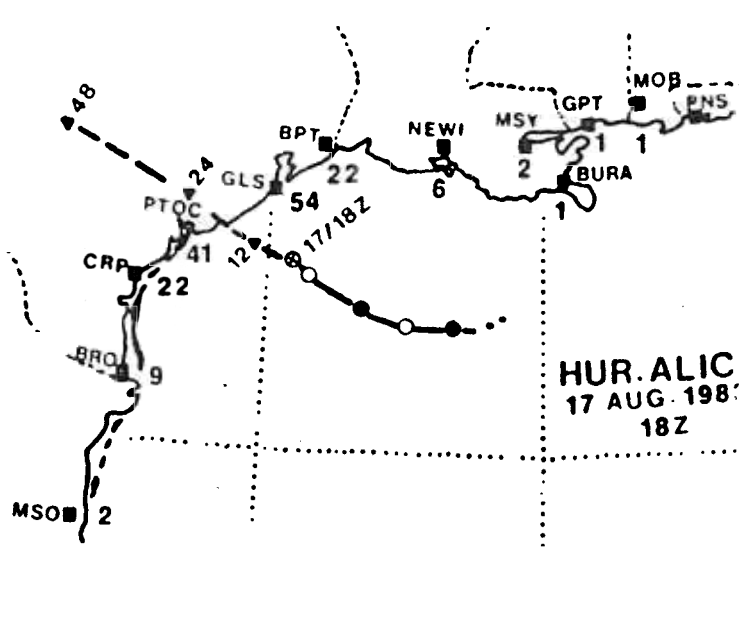 48
MOB
GPT
PNS
MSY
BPT
NEWI
1
1
24
GLS
22
2
BURA
6
54
PTOC
1
17/18Z
41
12
CRP
22
BRO
9
HUR. ALIC
17 AUG. 198
18Z
MSO
2